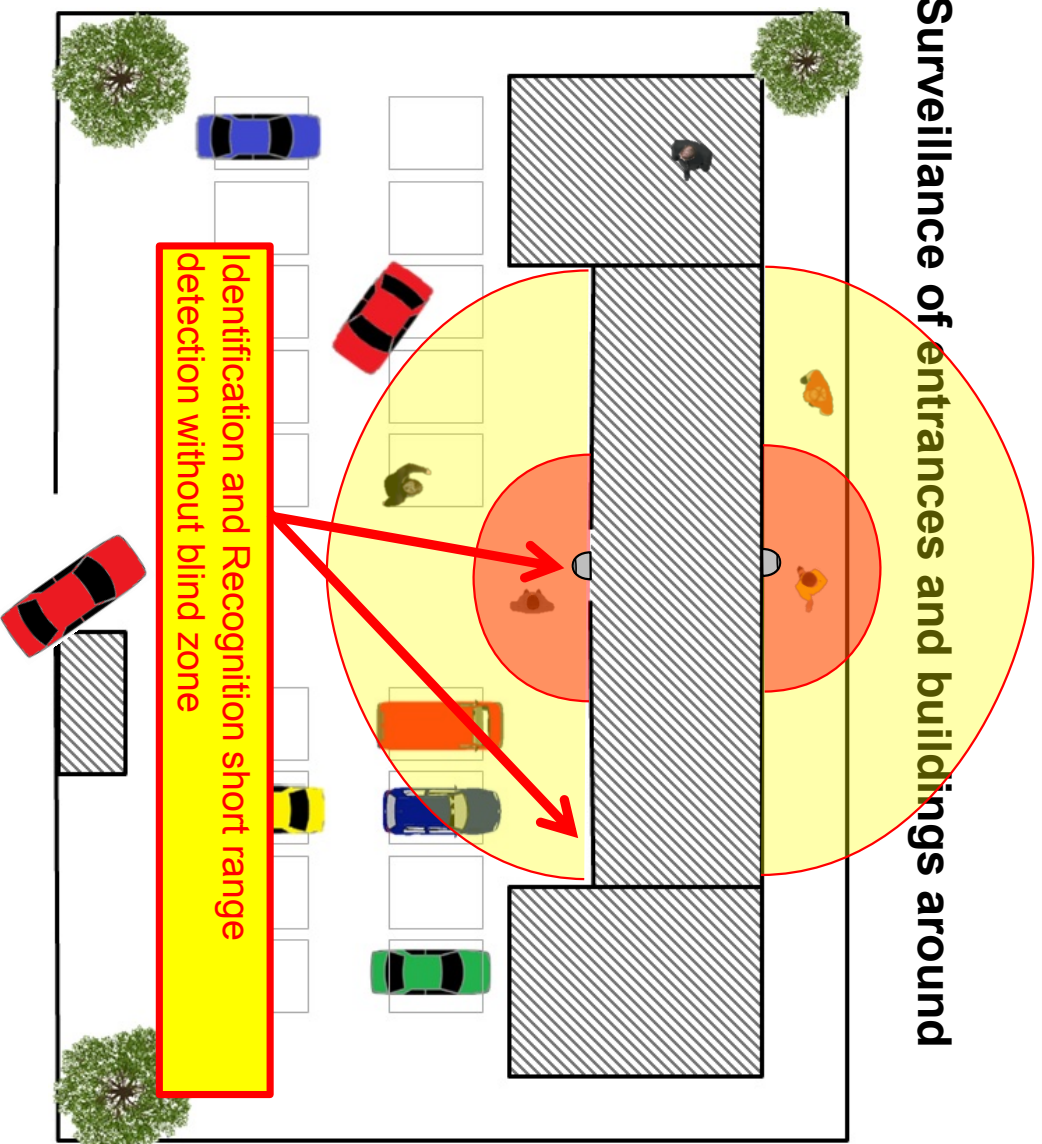 Surveillance of entrances and buildings around
Identification and Recognition short range
detection without blind zone